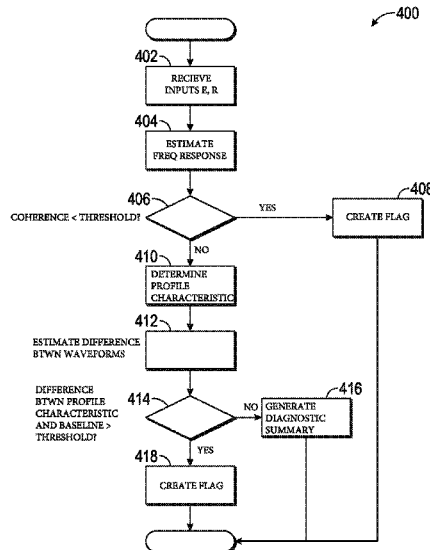 400
402
RECIEVE
INPUTS E, R
404
ESTIMATE
FREQ RESPONSE
406
408
COHERENCE < THRESHOLD?
YES
CREATE FLAG
NO
410
DETERMINE
PROFILE
CHARACTERISTIC
412
ESTIMATE DIFFERENCE
BTWN WAVEFORMS
DIFFERENCE
BTWN PROFILE
CHARACTERISTIC
AND BASELINE >
THRESHOLD?
414
NO
416
GENERATE
DIAGNOSTIC
SUMMARY
YES
418
CREATE FLAG